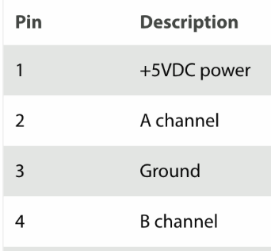 Pin Description
1 +5VDC power
2 A channel
3 Ground
4 B channel